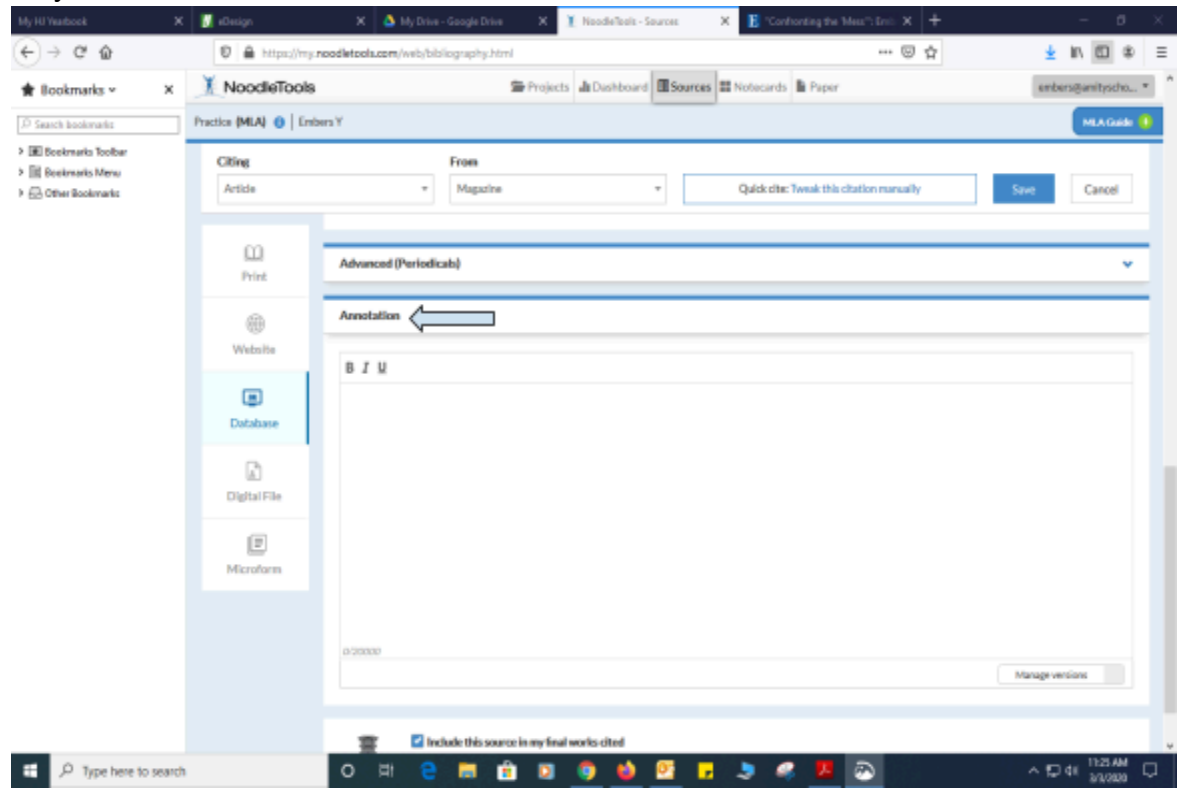 My HJ Yearbook
eDesign
My Drive - Google Drive
NoodleTools - Sources
"Confronting the 'Mess'": Emb
https://my.noodletools.com/web/bibliography.html
Bookmarks
NoodleTools
Projects
Dashboard
Sources
Notecards
Paper
embers@amityscho...
Search bookmarks
Practice (MLA) | Embers Y
MLA Guide
Bookmarks Toolbar
Bookmarks Menu
Other Bookmarks
Citing
From
Article
Magazine
Quick cite: Tweak this citation manually
Save
Cancel
Print
Advanced (Periodicals)
Website
Annotation
B I U
Database
Digital File
Microform
0/20000
Manage versions
Include this source in my final works cited
Type here to search
11:25 AM
3/3/2020